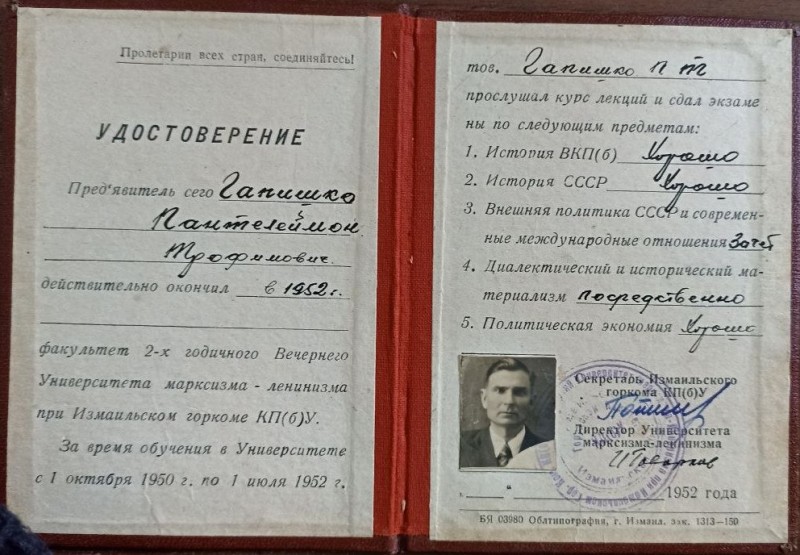 Пролетарии всех стран, соединяйтесь!
УДОСТОВЕРЕНИЕ
Пред'явитель сего Гапишко
Пантелеймон
Трофимович.
действительно окончил в 1952 г.
факультет 2-х годичного Вечернего
Университета марксизма-ленинизма
при Измаильском горкоме КП(б)У.
За время обучения в Университете
с 1 октября 1950 г. по 1 июля 1952 г.
тов. Гапишко П Т
прослушал курс лекций и сдал экзаме
ны по следующим предметам:
1. История ВКП(б) Хорошо
2. История СССР Хорошо
3. Внешняя политика СССР и современ-
ные международные отношения Зачет
4. Диалектический и исторический ма-
териализм посредственно
5. Политическая экономия Хорошо
Секретарь Измаильского
горкома КП(б)У
Директор Университета
марксизма-ленинизма
„ “ 1952 года
БЯ 03980 Облтипография, г. Измаил. зак. 1313-150